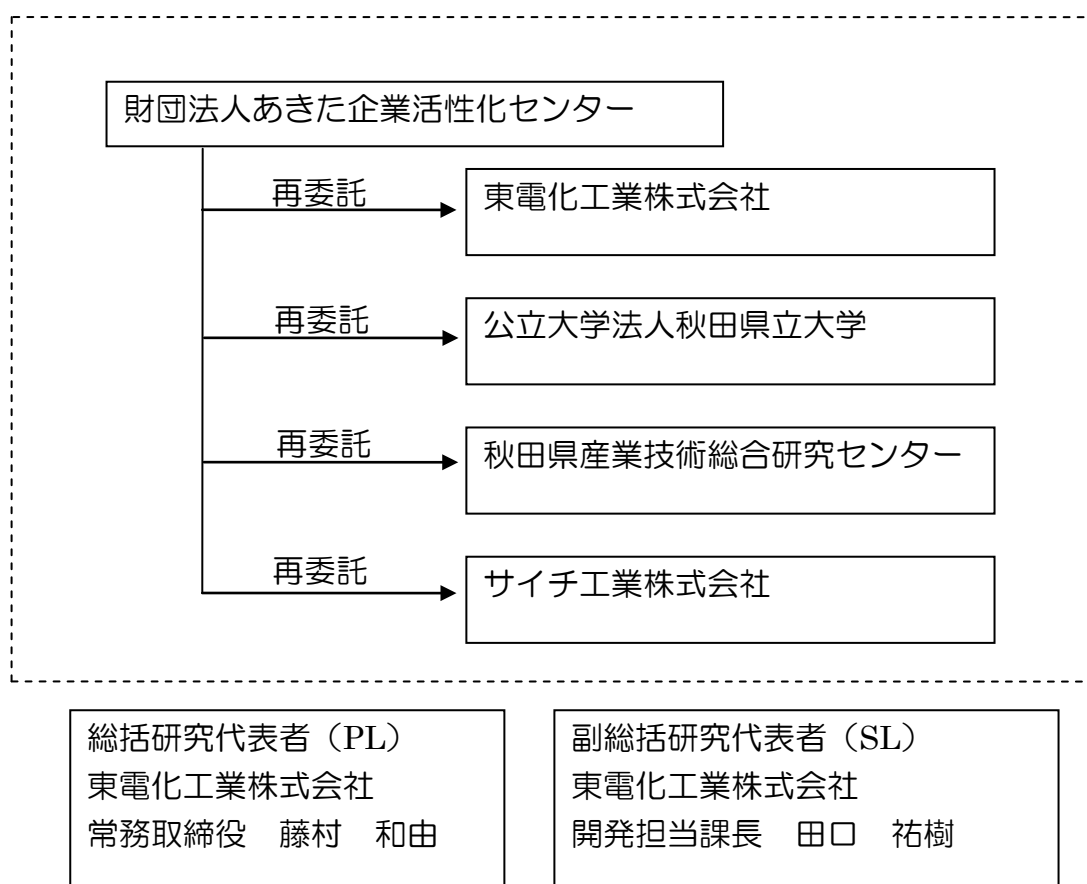 財団法人あきた企業活性化センター
再委託
東電化工業株式会社
再委託
公立大学法人秋田県立大学
再委託
秋田県産業技術総合研究センター
再委託
サイチ工業株式会社
総括研究代表者（PL）
東電化工業株式会社
常務取締役　藤村　和由
副総括研究代表者（SL）
東電化工業株式会社
開発担当課長　田口　祐樹